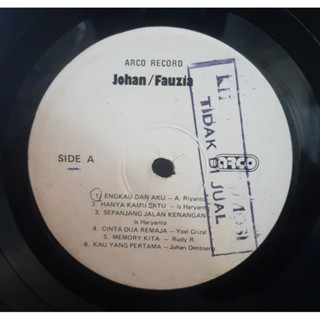 ARCO RECORD
Johan/Fauzia
SIDE A
ARCO
TIDAK DI JUAL
1. ENGKAU DAN AKU – A. Riyanto
2. HANYA KAMU SATU – Is Haryanto
3. SEPANJANG JALAN KENANGAN
Is Haryanto
4. CINTA DUA REMAJA – Yoel Crizal
5. MEMORY KITA – Rudy R.
6. KAU YANG PERTAMA – Johan Oentoeng